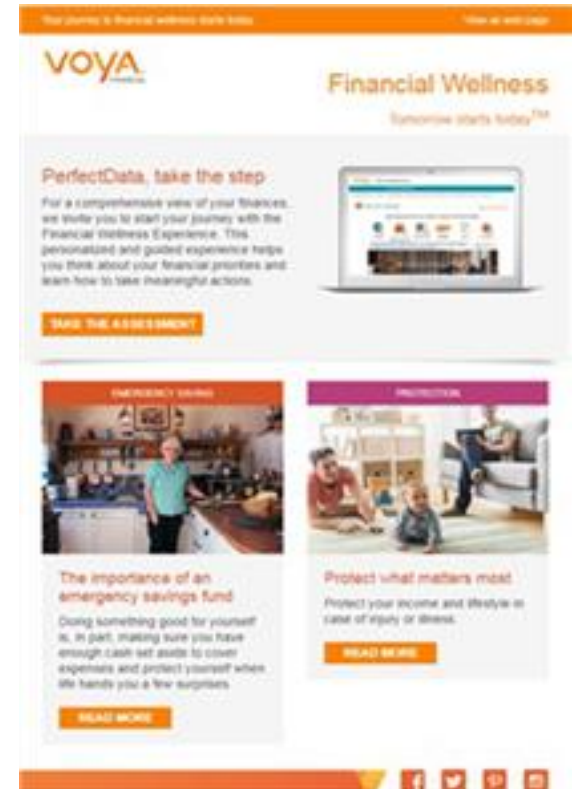 Your journey to financial wellness starts today.
View as web page
VOYA
FINANCIAL
Financial Wellness
Tomorrow starts today™
PerfectData, take the step
For a comprehensive view of your finances,
we invite you to start your journey with the
Financial Wellness Experience. This
personalized and guided experience helps
you think about your financial priorities and
learn how to take meaningful actions.
TAKE THE ASSESSMENT
EMERGENCY SAVING
The importance of an
emergency savings fund
Doing something good for yourself
is, in part, making sure you have
enough cash set aside to cover
expenses and protect yourself when
life hands you a few surprises.
READ MORE
PROTECTION
Protect what matters most
Protect your income and lifestyle in
case of injury or illness.
READ MORE